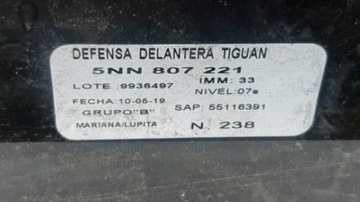 DEFENSA DELANTERA TIGUAN
5NN 807 221
IMM: 33
LOTE :9936497
NIVEL:07e
FECHA:10-05-19
SAP: 55116391
GRUPO"B"
MARIANA/LUPITA
N. 238